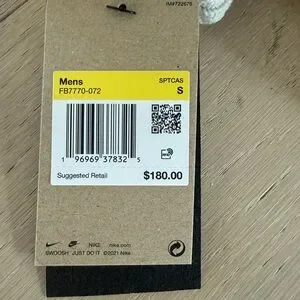 IM#722676
Mens
SPTCAS
FB7770-072
S
1 96969 37832 5
Suggested Retail
$180.00
NIKE nike.com
SWOOSH JUST DO IT ©2021 Nike